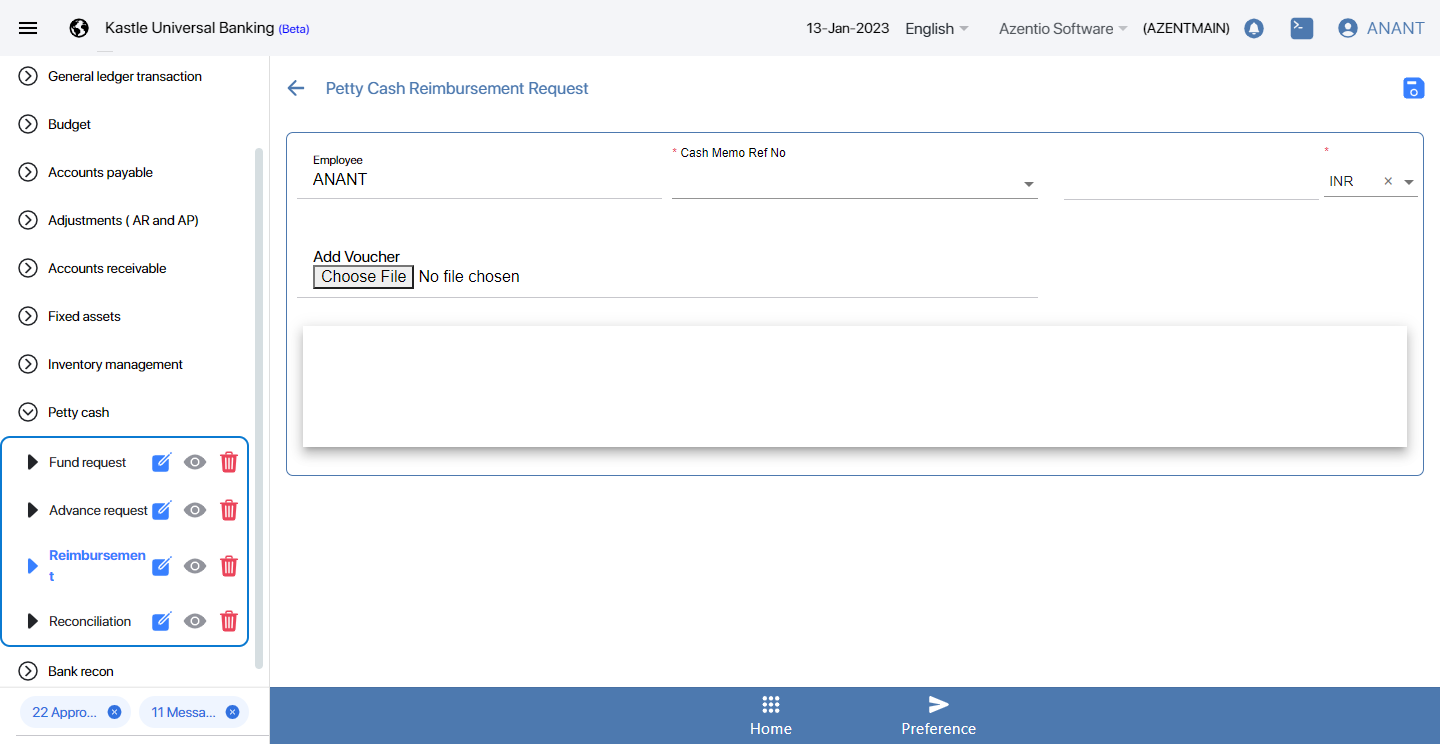 Kastle Universal Banking (Beta)
13-Jan-2023
English
Azentio Software
(AZENTMAIN)
ANANT
General ledger transaction
Budget
Accounts payable
Adjustments ( AR and AP)
Accounts receivable
Fixed assets
Inventory management
Petty cash
Fund request
Advance request
Reimbursemen
t
Reconciliation
Bank recon
22 Appro...
11 Messa...
Petty Cash Reimbursement Request
Employee
ANANT
* Cash Memo Ref No
*
INR
Add Voucher
Choose File No file chosen
Home
Preference